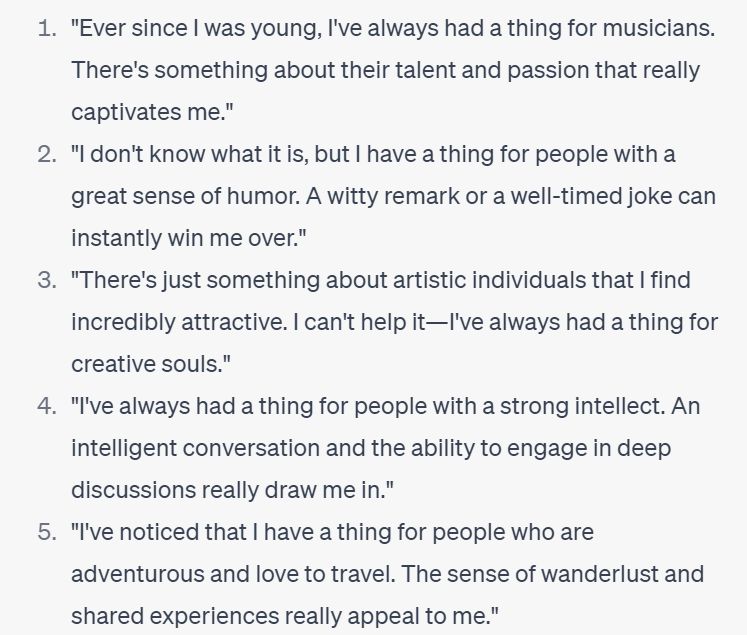 1. "Ever since I was young, I've always had a thing for musicians.
There's something about their talent and passion that really
captivates me."
2. "I don't know what it is, but I have a thing for people with a
great sense of humor. A witty remark or a well-timed joke can
instantly win me over."
3. "There's just something about artistic individuals that I find
incredibly attractive. I can't help it—I've always had a thing for
creative souls."
4. "I've always had a thing for people with a strong intellect. An
intelligent conversation and the ability to engage in deep
discussions really draw me in."
5. "I've noticed that I have a thing for people who are
adventurous and love to travel. The sense of wanderlust and
shared experiences really appeal to me."